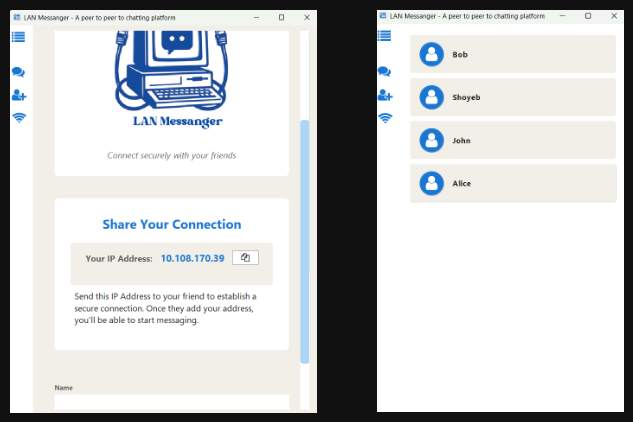 LAN Messanger - A peer to peer to chatting platform
LAN Messanger
Connect securely with your friends
Share Your Connection
Your IP Address: 10.108.170.39
Send this IP Address to your friend to establish a
secure connection. Once they add your address,
you'll be able to start messaging.
Name
LAN Messanger - A peer to peer to chatting platform
Bob
Shoyeb
John
Alice